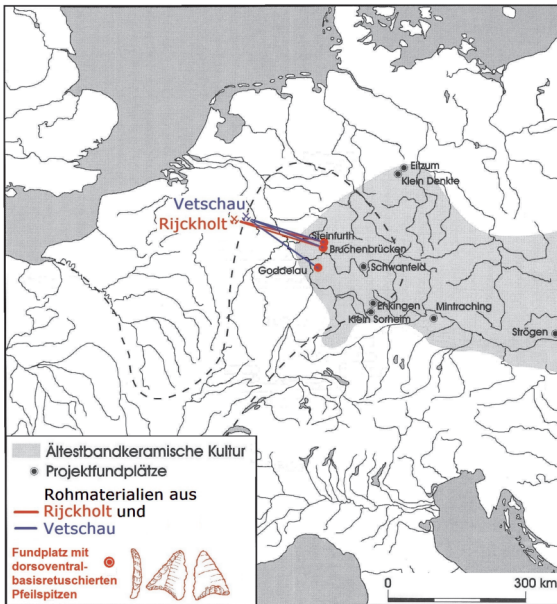 Eitzum
Klein Denkte
Vetschau
Rijckholt
Steinfurth
Bruchenbrücken
Goddelau
Schwanfeld
Enkingen
Klein Sorheim
Mintraching
Strögen
Ältestbandkeramische Kultur
Projektfundplätze
Rohmaterialien aus
Rijckholt und
Vetschau
Fundplatz mit
dorsoventral-
basisretuschierten
Pfeilspitzen
0 300 km